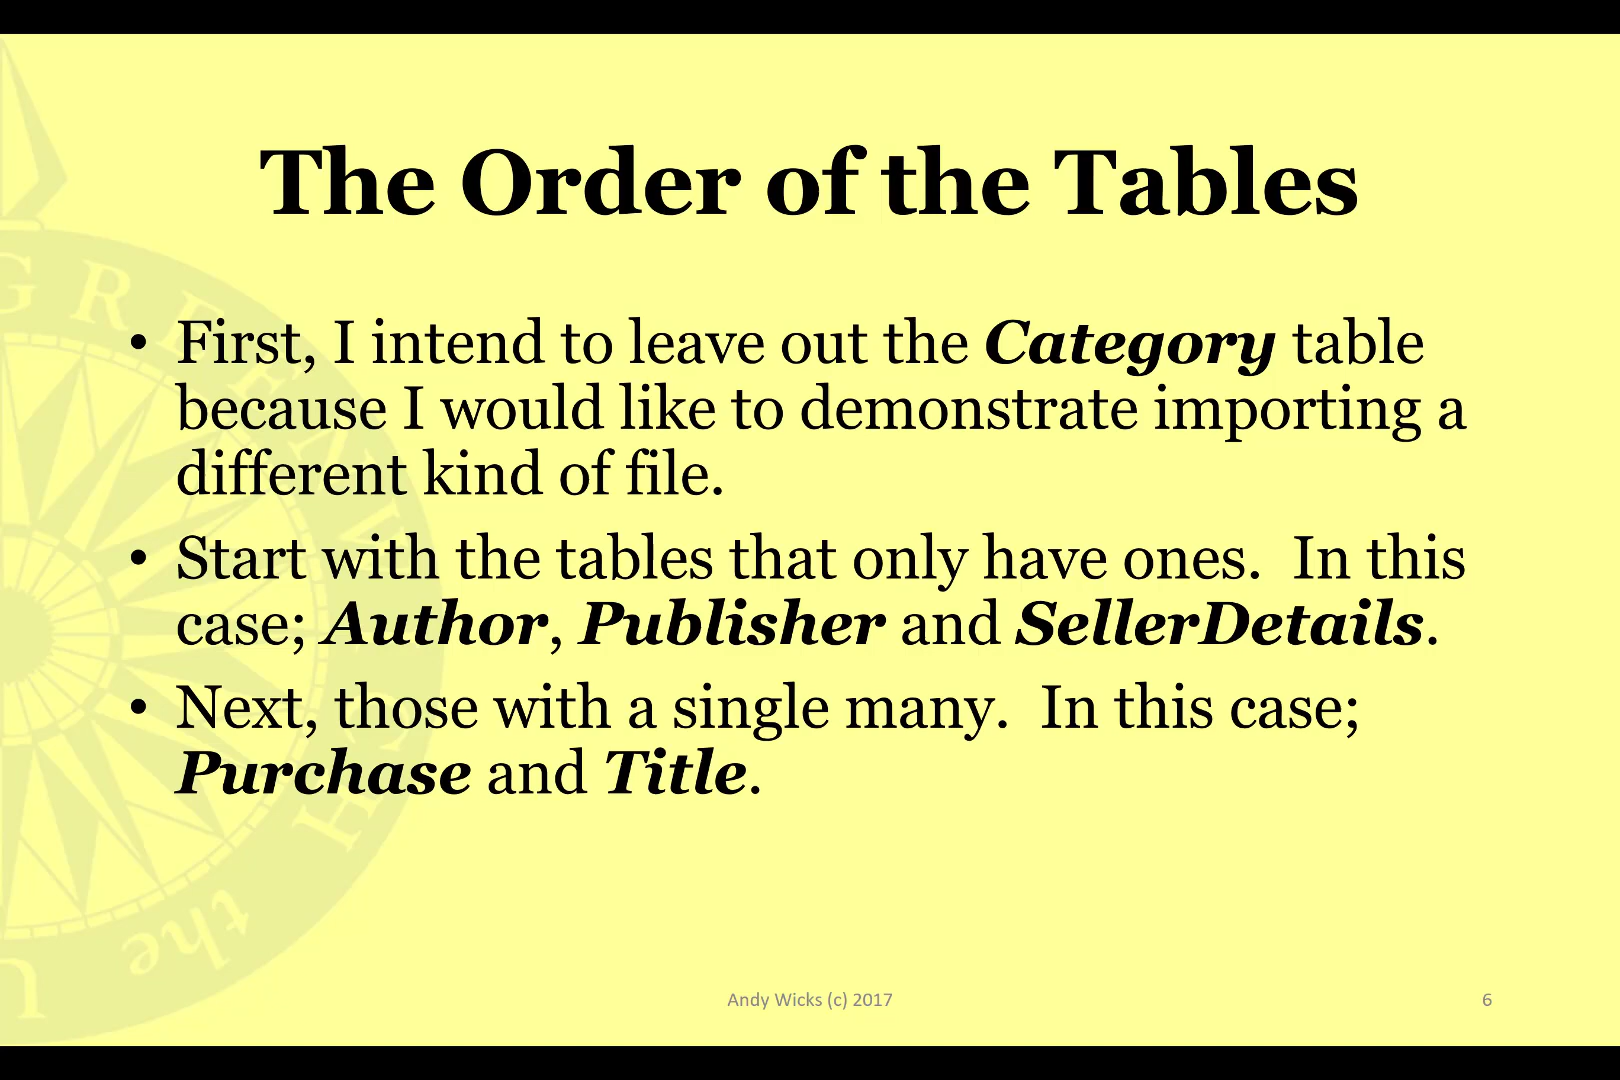 The Order of the Tables
• First, I intend to leave out the Category table
because I would like to demonstrate importing a
different kind of file.
• Start with the tables that only have ones.  In this
case; Author, Publisher and SellerDetails.
• Next, those with a single many.  In this case;
Purchase and Title.
G R E E N W
C H
the
U
Andy Wicks (c) 2017
6